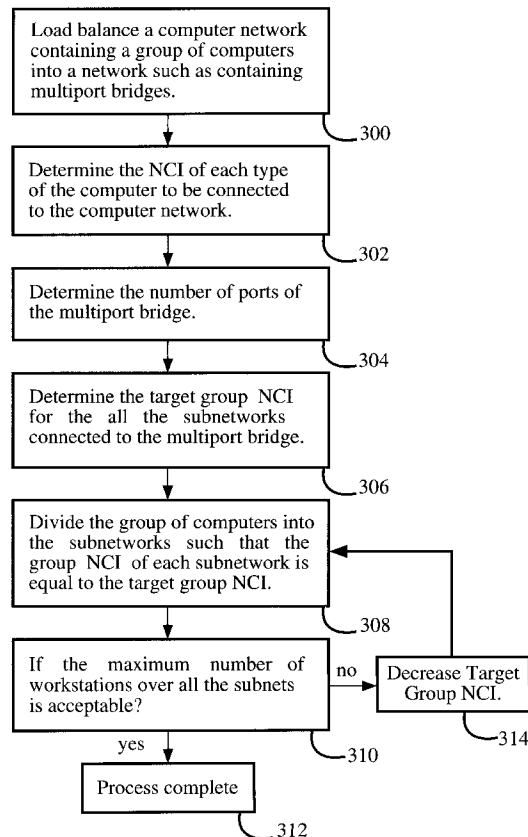 Load balance a computer network
containing a group of computers
into a network such as containing
multiport bridges.
300
Determine the NCI of each type
of the computer to be connected
to the computer network.
302
Determine the number of ports of
the multiport bridge.
304
Determine the target group NCI
for the all the subnetworks
connected to the multiport bridge.
306
Divide the group of computers into
the subnetworks such that the
group NCI of each subnetwork is
equal to the target group NCI.
308
If the maximum number of
workstations over all the subnets
is acceptable?
310
no
Decrease Target
Group NCI.
314
yes
Process complete
312